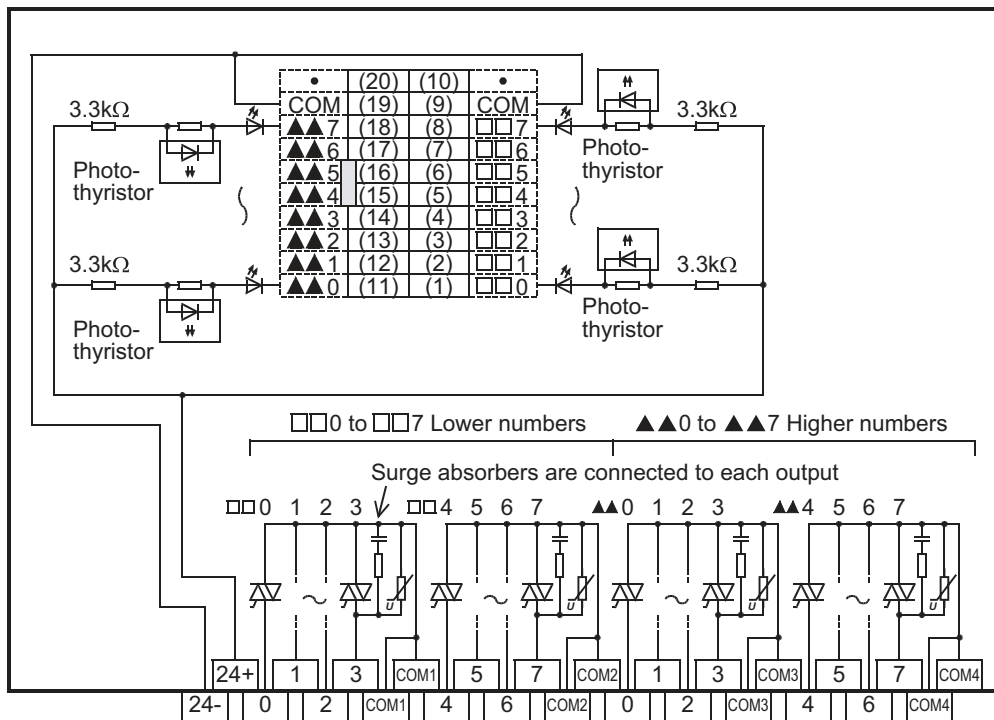 • (20) (10) •
COM (19) (9) COM
▲▲7 (18) (8) □□7
▲▲6 (17) (7) □□6
▲▲5 (16) (6) □□5
▲▲4 (15) (5) □□4
▲▲3 (14) (4) □□3
▲▲2 (13) (3) □□2
▲▲1 (12) (2) □□1
▲▲0 (11) (1) □□0
3.3kΩ
Photo-
thyristor
3.3kΩ
Photo-
thyristor
3.3kΩ
Photo-
thyristor
3.3kΩ
Photo-
thyristor
□□0 to □□7 Lower numbers
▲▲0 to ▲▲7 Higher numbers
Surge absorbers are connected to each output
□□0 1 2 3 □□4 5 6 7 ▲▲0 1 2 3 ▲▲4 5 6 7
U U U U
24+ 1 3 COM1 5 7 COM2 1 3 COM3 5 7 COM4
24- 0 2 COM1 4 6 COM2 0 2 COM3 4 6 COM4